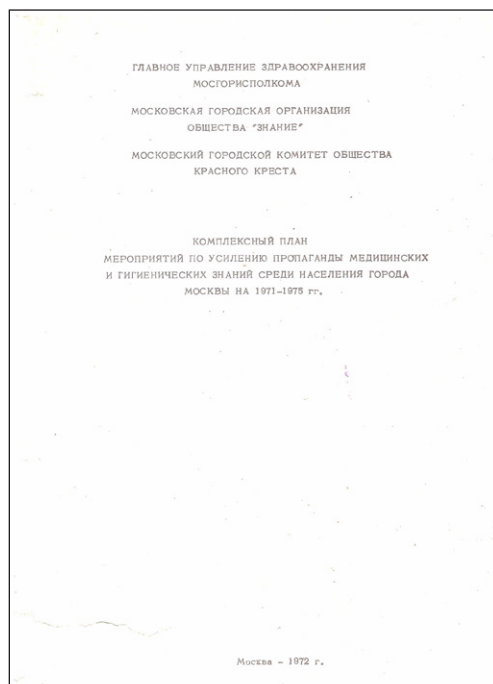 ГЛАВНОЕ УПРАВЛЕНИЕ ЗДРАВООХРАНЕНИЯ
МОСГОРИСПОЛКОМА
МОСКОВСКАЯ ГОРОДСКАЯ ОРГАНИЗАЦИЯ
ОБЩЕСТВА "ЗНАНИЕ"
МОСКОВСКИЙ ГОРОДСКОЙ КОМИТЕТ ОБЩЕСТВА
КРАСНОГО КРЕСТА
КОМПЛЕКСНЫЙ ПЛАН
МЕРОПРИЯТИЙ ПО УСИЛЕНИЮ ПРОПАГАНДЫ МЕДИЦИНСКИХ
И ГИГИЕНИЧЕСКИХ ЗНАНИЙ СРЕДИ НАСЕЛЕНИЯ ГОРОДА
МОСКВЫ НА 1971-1975 гг.
Москва - 1972 г.